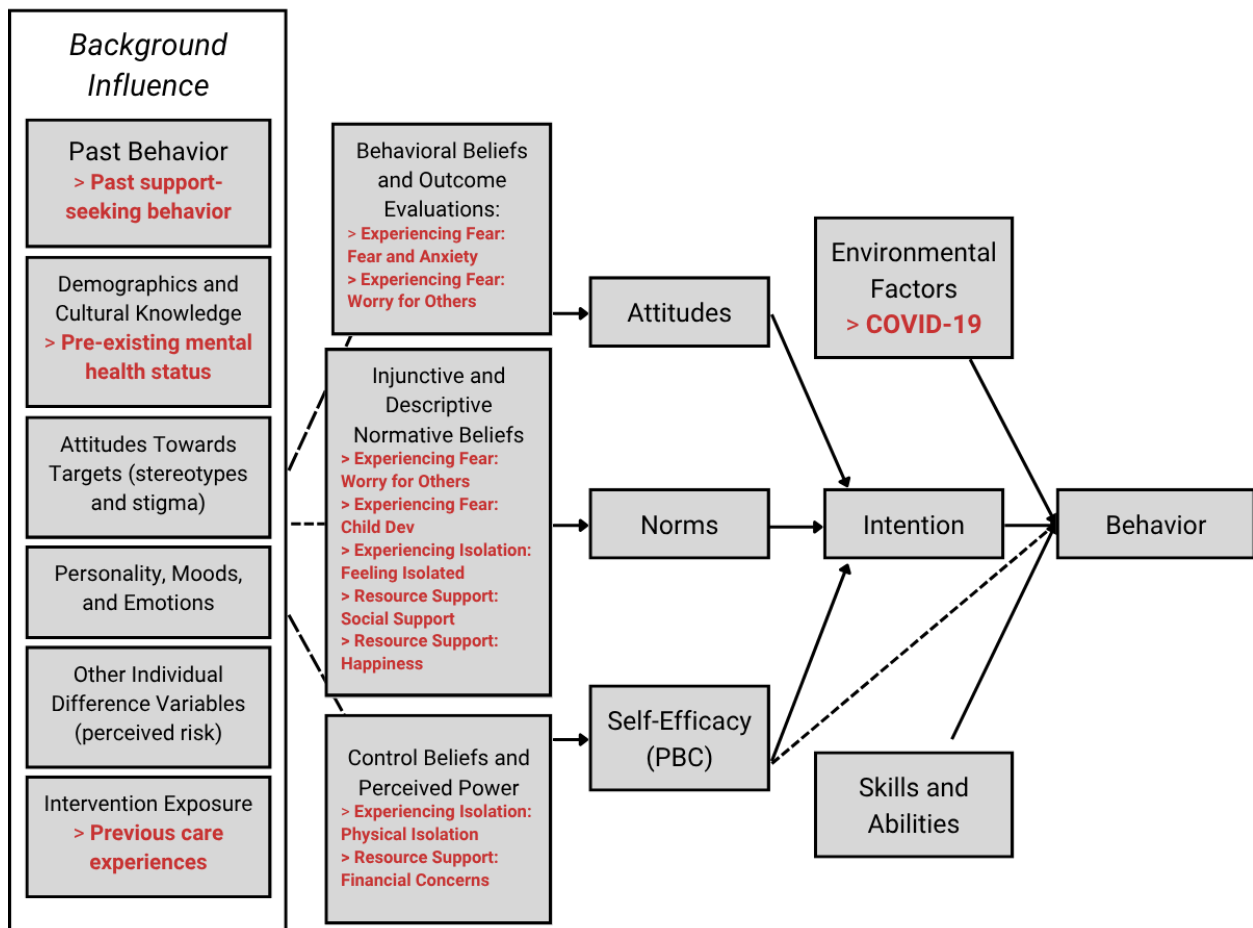 Background
Influence
Past Behavior
> Past support-
seeking behavior
Demographics and
Cultural Knowledge
> Pre-existing mental
health status
Attitudes Towards
Targets (stereotypes
and stigma)
Personality, Moods,
and Emotions
Other Individual
Difference Variables
(perceived risk)
Intervention Exposure
> Previous care
experiences
Behavioral Beliefs
and Outcome
Evaluations:
> Experiencing Fear:
Fear and Anxiety
> Experiencing Fear:
Worry for Others
Injunctive and
Descriptive
Normative Beliefs
> Experiencing Fear:
Worry for Others
> Experiencing Fear:
Child Dev
> Experiencing Isolation:
Feeling Isolated
> Resource Support:
Social Support
> Resource Support:
Happiness
Control Beliefs and
Perceived Power
> Experiencing Isolation:
Physical Isolation
> Resource Support:
Financial Concerns
Attitudes
Norms
Self-Efficacy
(PBC)
Environmental
Factors
> COVID-19
Intention
Skills and
Abilities
Behavior